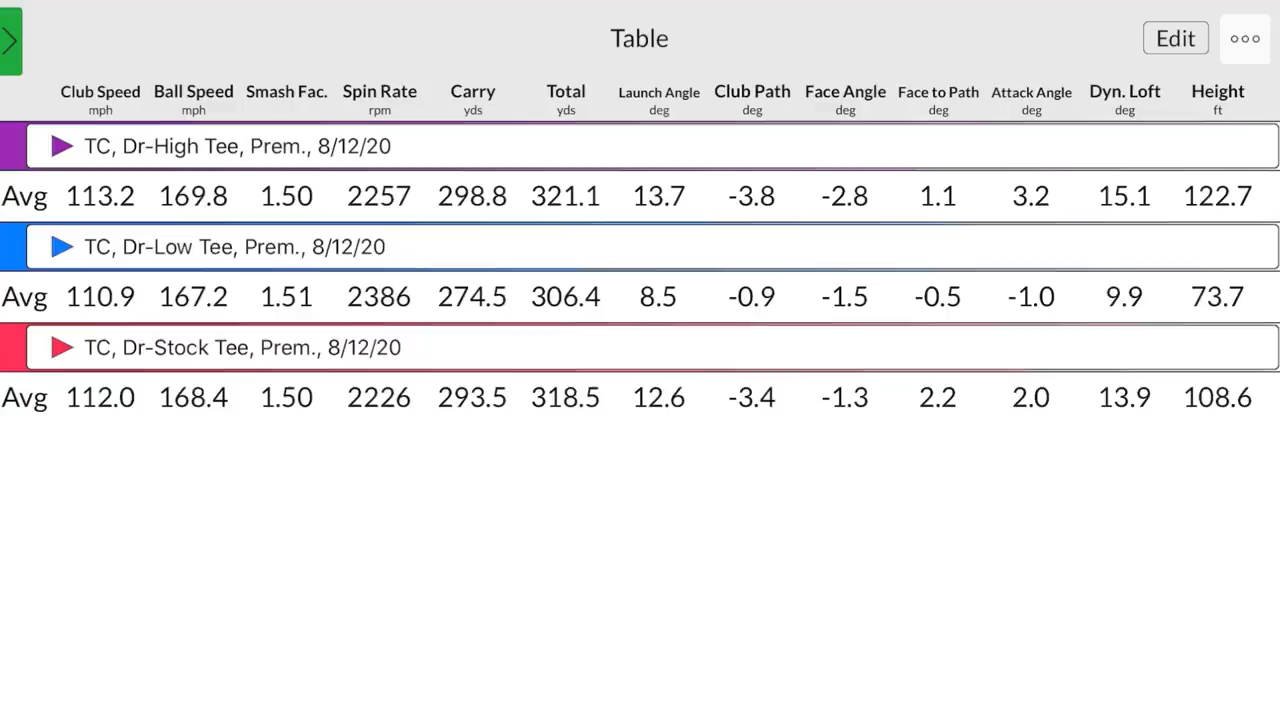 Table
Edit
Club Speed Ball Speed Smash Fac. Spin Rate Carry Total Launch Angle Club Path Face Angle Face to Path Attack Angle Dyn. Loft Height
mph mph rpm yds yds deg deg deg deg deg deg ft
TC, Dr-High Tee, Prem., 8/12/20
Avg 113.2 169.8 1.50 2257 298.8 321.1 13.7 -3.8 -2.8 1.1 3.2 15.1 122.7
TC, Dr-Low Tee, Prem., 8/12/20
Avg 110.9 167.2 1.51 2386 274.5 306.4 8.5 -0.9 -1.5 -0.5 -1.0 9.9 73.7
TC, Dr-Stock Tee, Prem., 8/12/20
Avg 112.0 168.4 1.50 2226 293.5 318.5 12.6 -3.4 -1.3 2.2 2.0 13.9 108.6